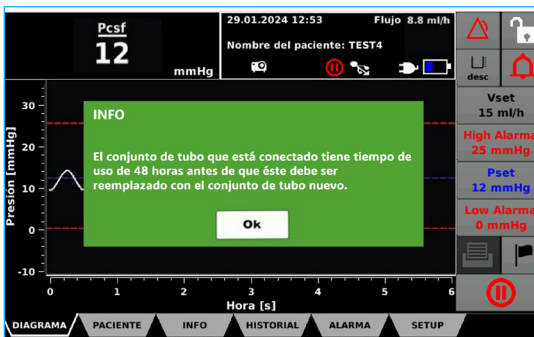 Pcsf
12
mmHg
29.01.2024 12:53 Flujo 8.8 ml/h
Nombre del paciente: TEST4
desc
Vset
15 ml/h
High Alarma
25 mmHg
Pset
12 mmHg
Low Alarma
0 mmHg
INFO
El conjunto de tubo que está conectado tiene tiempo de
uso de 48 horas antes de que éste debe ser
reemplazado con el conjunto de tubo nuevo.
Ok
Presión [mmHg]
30
20
10
0
-10
0 1 2 3 4 5 6
Hora [s]
DIAGRAMA PACIENTE INFO HISTORIAL ALARMA SETUP